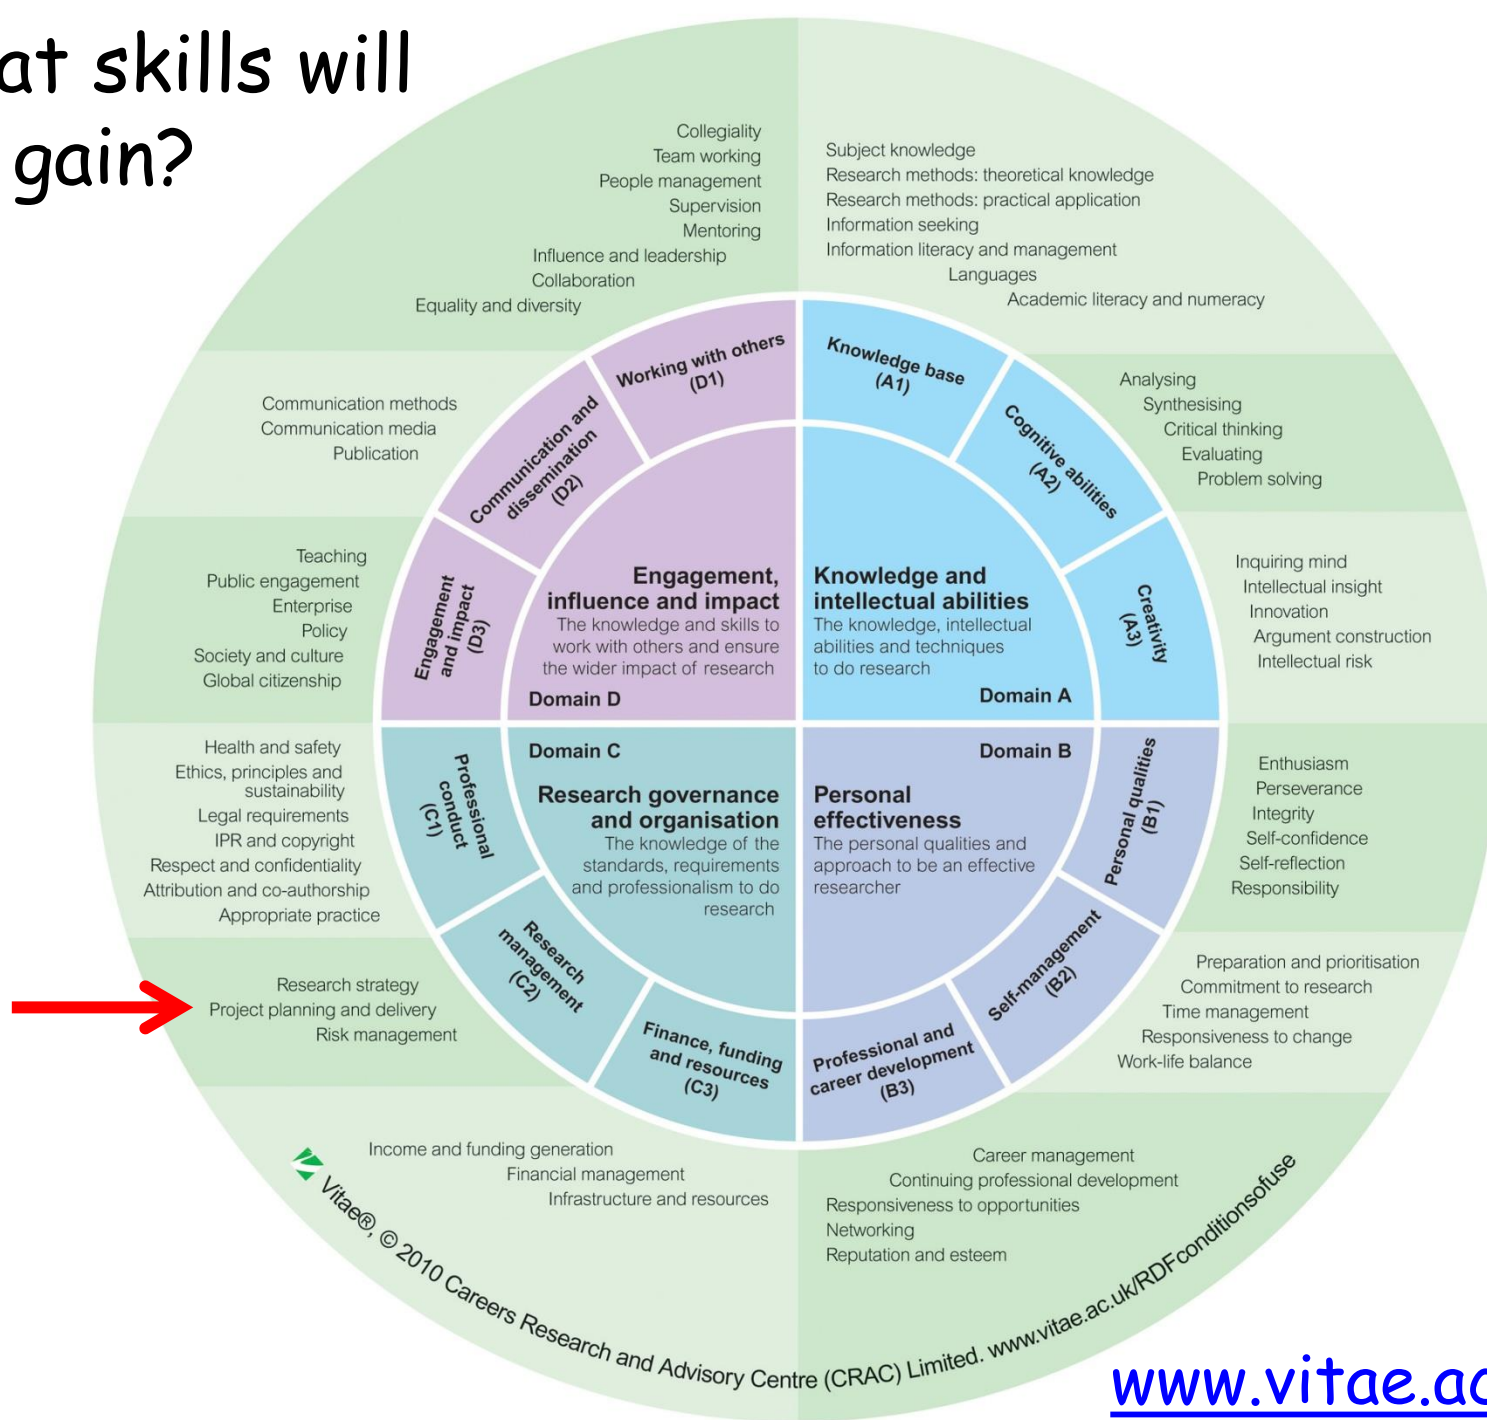 at skills will
gain?
Collegiality
Team working
People management
Supervision
Mentoring
Influence and leadership
Collaboration
Equality and diversity
Subject knowledge
Research methods: theoretical knowledge
Research methods: practical application
Information seeking
Information literacy and management
Languages
Academic literacy and numeracy
Working with others
(D1)
Knowledge base
(A1)
Communication methods
Communication media
Publication
Communication and
dissemination
(D2)
Cognitive abilities
(A2)
Analysing
Synthesising
Critical thinking
Evaluating
Problem solving
Teaching
Public engagement
Enterprise
Policy
Society and culture
Global citizenship
Engagement
and impact
(D3)
Engagement,
influence and impact
The knowledge and skills to
work with others and ensure
the wider impact of research
Domain D
Knowledge and
intellectual abilities
The knowledge, intellectual
abilities and techniques
to do research
Domain A
Creativity
(A3)
Inquiring mind
Intellectual insight
Innovation
Argument construction
Intellectual risk
Health and safety
Ethics, principles and
sustainability
Legal requirements
IPR and copyright
Respect and confidentiality
Attribution and co-authorship
Appropriate practice
Professional
conduct
(C1)
Domain C
Research governance
and organisation
The knowledge of the
standards, requirements
and professionalism to do
research
Domain B
Personal
effectiveness
The personal qualities and
approach to be an effective
researcher
Personal qualities
(B1)
Enthusiasm
Perseverance
Integrity
Self-confidence
Self-reflection
Responsibility
Research strategy
Project planning and delivery
Risk management
Research
management
(C2)
Self-management
(B2)
Preparation and prioritisation
Commitment to research
Time management
Responsiveness to change
Work-life balance
Finance, funding
and resources
(C3)
Professional and
career development
(B3)
Income and funding generation
Financial management
Infrastructure and resources
Career management
Continuing professional development
Responsiveness to opportunities
Networking
Reputation and esteem
Vitae®, © 2010 Careers Research and Advisory Centre (CRAC) Limited. www.vitae.ac.uk/RDFconditionsofuse
www.vitae.ac